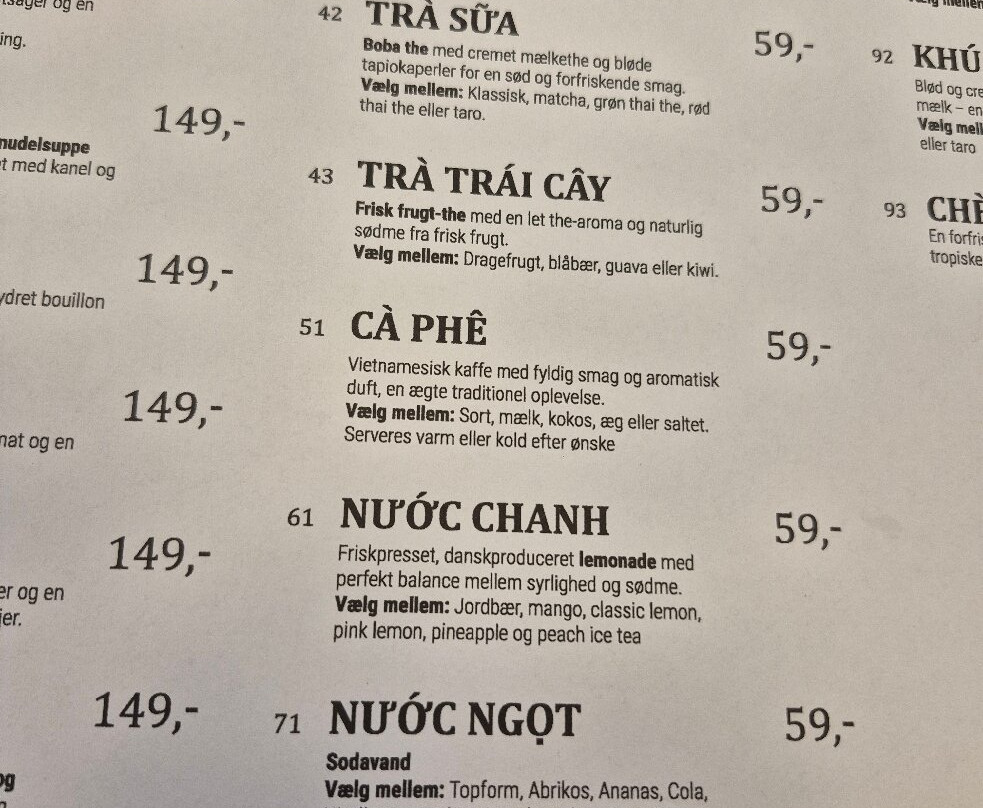 og en
ing.
149,-
nudelsuppe
t med kanel og
149,-
ydret bouillon
149,-
nat og en
149,-
er og en
jer.
149,-
og
42 TRÀ SỮA 59,-
Boba the med cremet mælkethe og bløde
tapiokaperler for en sød og forfriskende smag.
Vælg mellem: Klassisk, matcha, grøn thai the, rød
thai the eller taro.
43 TRÀ TRÁI CÂY 59,-
Frisk frugt-the med en let the-aroma og naturlig
sødme fra frisk frugt.
Vælg mellem: Dragefrugt, blåbær, guava eller kiwi.
51 CÀ PHÊ 59,-
Vietnamesisk kaffe med fyldig smag og aromatisk
duft, en ægte traditionel oplevelse.
Vælg mellem: Sort, mælk, kokos, æg eller saltet.
Serveres varm eller kold efter ønske
61 NƯỚC CHANH 59,-
Friskpresset, danskproduceret lemonade med
perfekt balance mellem syrlighed og sødme.
Vælg mellem: Jordbær, mango, classic lemon,
pink lemon, pineapple og peach ice tea
71 NƯỚC NGỌT 59,-
Sodavand
Vælg mellem: Topform, Abrikos, Ananas, Cola,
92 KHÚ
Blød og cre
mælk – en
Vælg mell
eller taro
93 CHÈ
En forfris
tropiske